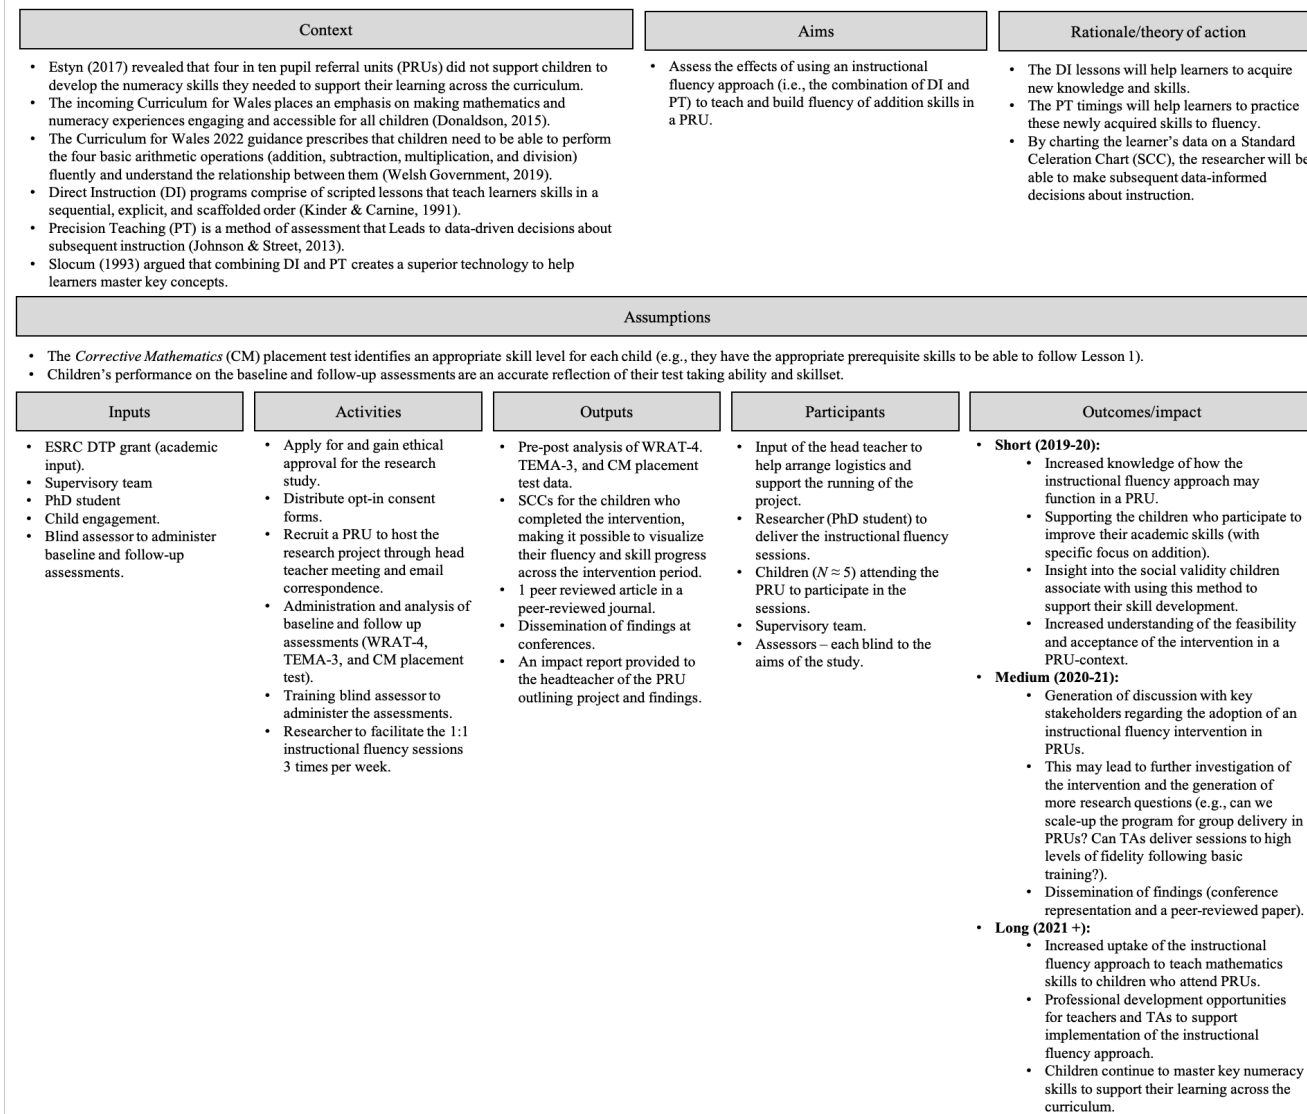 Context
Estyn (2017) revealed that four in ten pupil referral units (PRUs) did not support children to
develop the numeracy skills they needed to support their learning across the curriculum.
The incoming Curriculum for Wales places an emphasis on making mathematics and
numeracy experiences engaging and accessible for all children (Donaldson, 2015).
The Curriculum for Wales 2022 guidance prescribes that children need to be able to perform
the four basic arithmetic operations (addition, subtraction, multiplication, and division)
fluently and understand the relationship between them (Welsh Government, 2019).
Direct Instruction (DI) programs comprise of scripted lessons that teach learners skills in a
sequential, explicit, and scaffolded order (Kinder & Carnine, 1991).
Precision Teaching (PT) is a method of assessment that Leads to data-driven decisions about
subsequent instruction (Johnson & Street, 2013).
Slocum (1993) argued that combining DI and PT creates a superior technology to help
learners master key concepts.
Aims
Assess the effects of using an instructional
fluency approach (i.e., the combination of DI and
PT) to teach and build fluency of addition skills in
a PRU.
Rationale/theory of action
The DI lessons will help learners to acquire
new knowledge and skills.
The PT timings will help learners to practice
these newly acquired skills to fluency.
By charting the learner's data on a Standard
Celeration Chart (SCC), the researcher will be
able to make subsequent data-informed
decisions about instruction.
Assumptions
The Corrective Mathematics (CM) placement test identifies an appropriate skill level for each child (e.g., they have the appropriate prerequisite skills to be able to follow Lesson 1).
Children's performance on the baseline and follow-up assessments are an accurate reflection of their test taking ability and skillset.
Inputs
ESRC DTP grant (academic
input).
Supervisory team
PhD student
Child engagement.
Blind assessor to administer
baseline and follow-up
assessments.
Activities
Apply for and gain ethical
approval for the research
study.
Distribute opt-in consent
forms.
Recruit a PRU to host the
research project through head
teacher meeting and email
correspondence.
Administration and analysis of
baseline and follow up
assessments (WRAT-4,
TEMA-3, and CM placement
test).
Training blind assessor to
administer the assessments.
Researcher to facilitate the 1:1
instructional fluency sessions
3 times per week.
Outputs
Pre-post analysis of WRAT-4.
TEMA-3, and CM placement
test data.
SCCs for the children who
completed the intervention,
making it possible to visualize
their fluency and skill progress
across the intervention period.
1 peer reviewed article in a
peer-reviewed journal.
Dissemination of findings at
conferences.
An impact report provided to
the headteacher of the PRU
outlining project and findings.
Participants
Input of the head teacher to
help arrange logistics and
support the running of the
project.
Researcher (PhD student) to
deliver the instructional fluency
sessions.
Children (N ≈ 5) attending the
PRU to participate in the
sessions.
Supervisory team.
Assessors – each blind to the
aims of the study.
Outcomes/impact
Short (2019-20):
Increased knowledge of how the
instructional fluency approach may
function in a PRU.
Supporting the children who participate to
improve their academic skills (with
specific focus on addition).
Insight into the social validity children
associate with using this method to
support their skill development.
Increased understanding of the feasibility
and acceptance of the intervention in a
PRU-context.
Medium (2020-21):
Generation of discussion with key
stakeholders regarding the adoption of an
instructional fluency intervention in
PRUs.
This may lead to further investigation of
the intervention and the generation of
more research questions (e.g., can we
scale-up the program for group delivery in
PRUs? Can TAs deliver sessions to high
levels of fidelity following basic
training?).
Dissemination of findings (conference
representation and a peer-reviewed paper).
Long (2021 +):
Increased uptake of the instructional
fluency approach to teach mathematics
skills to children who attend PRUs.
Professional development opportunities
for teachers and TAs to support
implementation of the instructional
fluency approach.
Children continue to master key numeracy
skills to support their learning across the
curriculum.